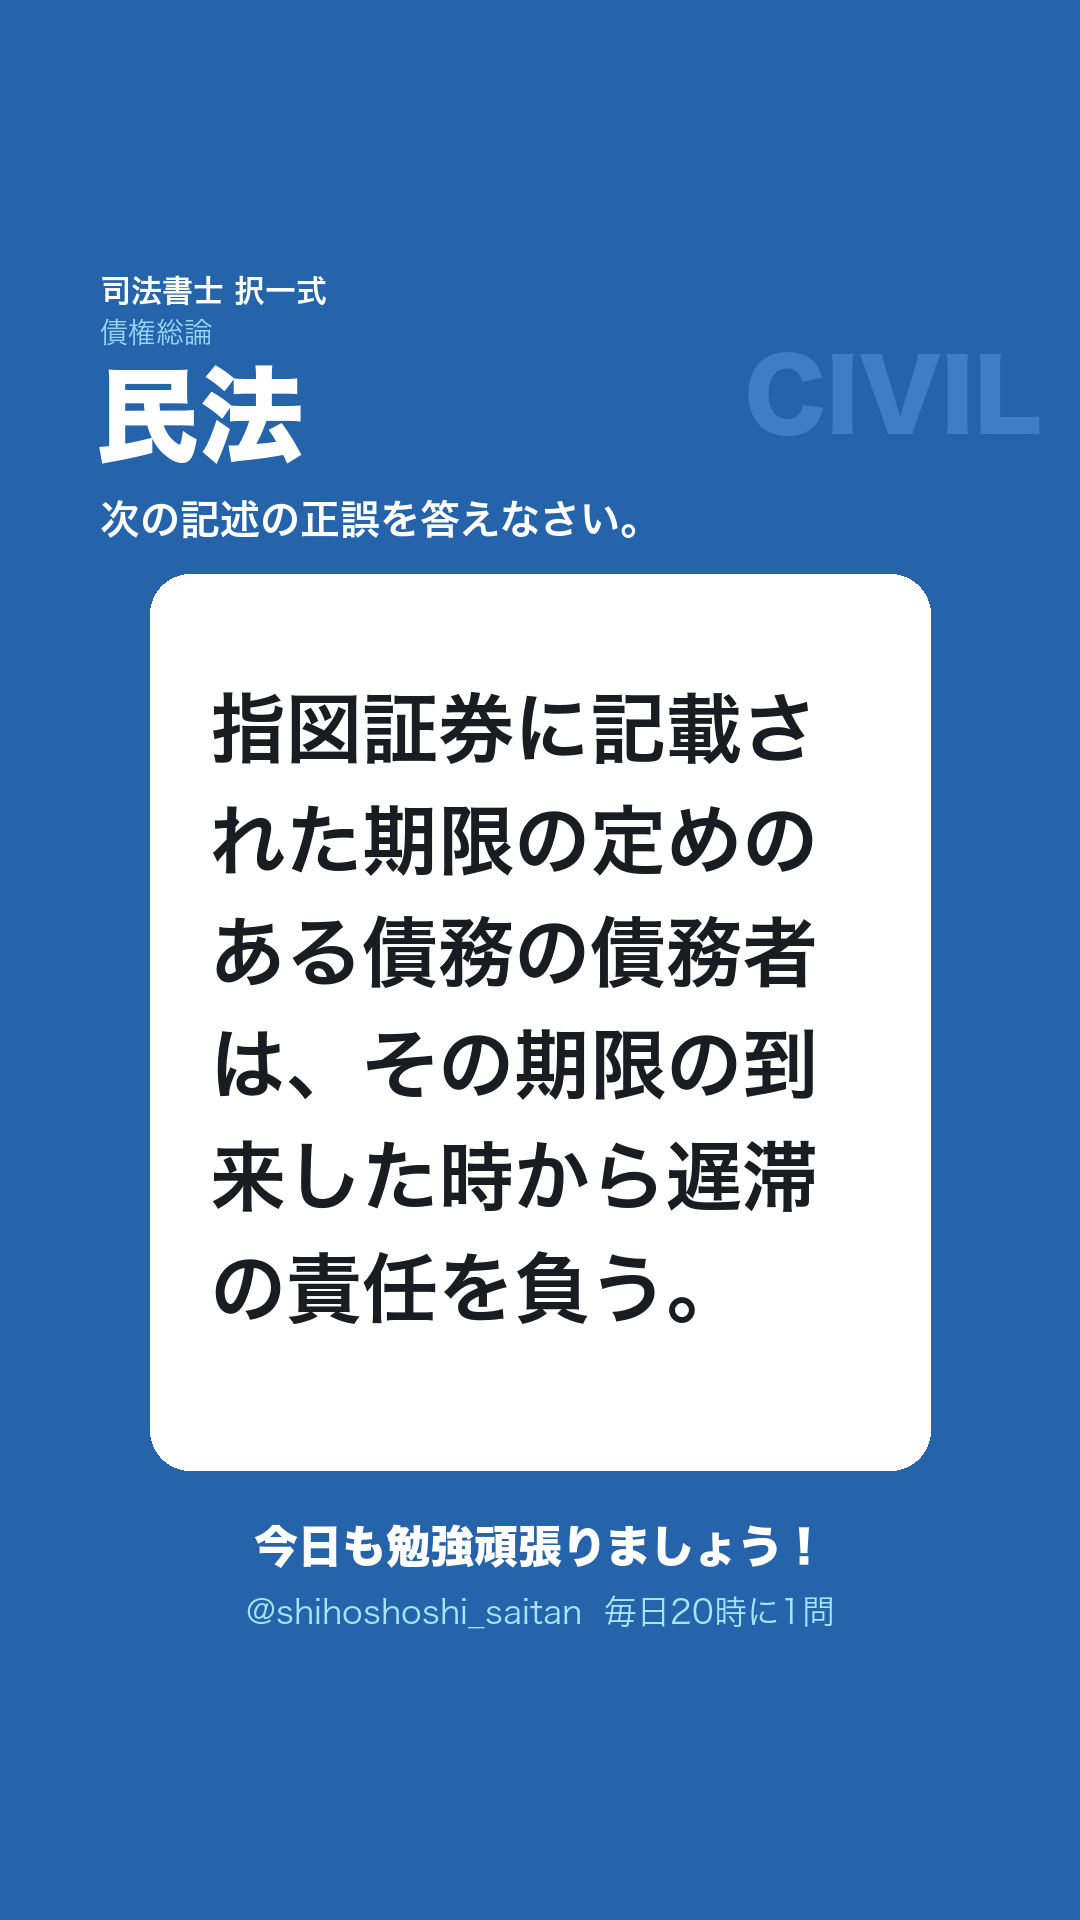 司法書士 択一式
債権総論
民法
CIVIL
次の記述の正誤を答えなさい。
指図証券に記載さ
れた期限の定めの
ある債務の債務者
は、その期限の到
来した時から遅滞
の責任を負う。
今日も勉強頑張りましょう！
@shihoshoshi_saitan 毎日20時に1問